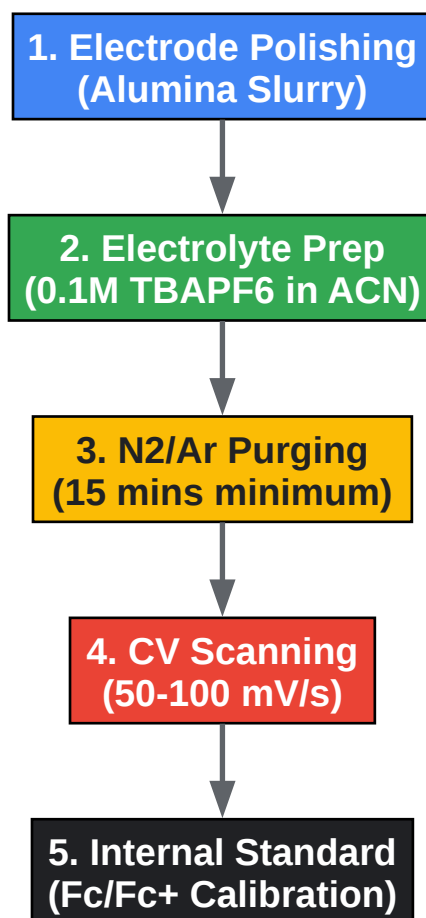 1. Electrode Polishing
(Alumina Slurry)
2. Electrolyte Prep
(0.1M TBAPF6 in ACN)
3. N2/Ar Purging
(15 mins minimum)
4. CV Scanning
(50-100 mV/s)
5. Internal Standard
(Fc/Fc+ Calibration)